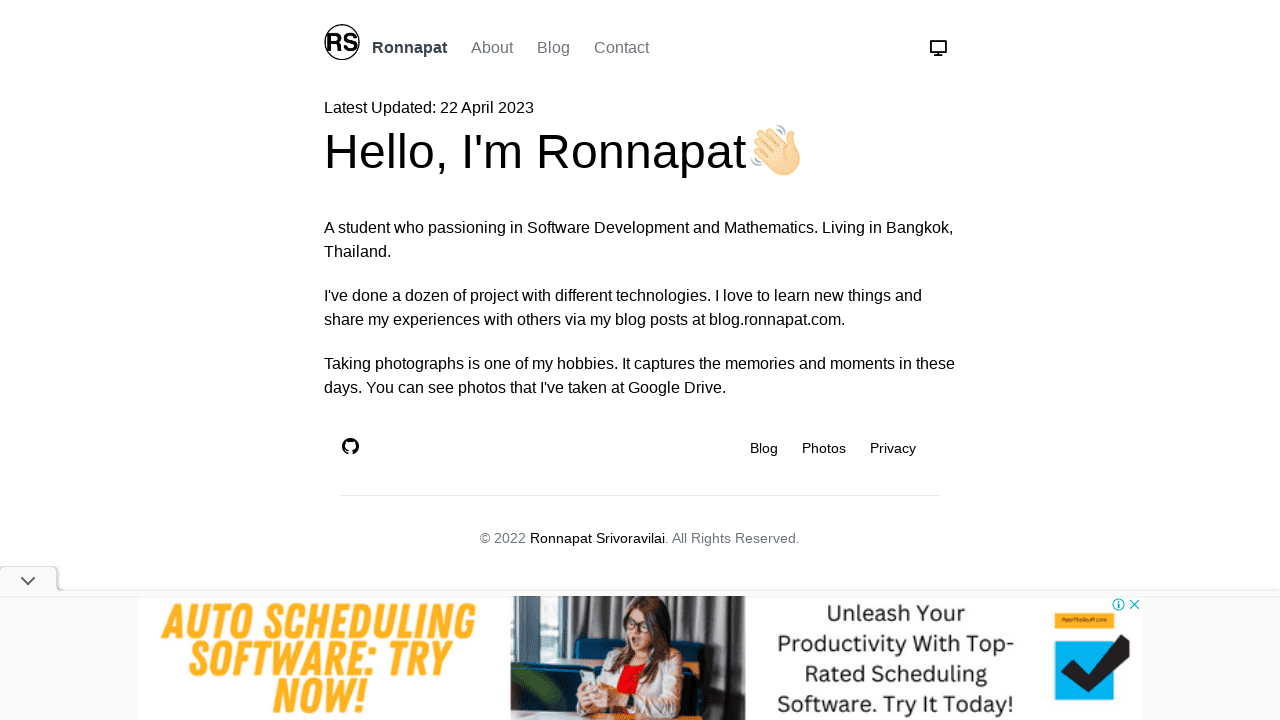 RS
Ronnapat About Blog Contact
Latest Updated: 22 April 2023
Hello, I'm Ronnapat👋🏻
A student who passioning in Software Development and Mathematics. Living in Bangkok,
Thailand.
I've done a dozen of project with different technologies. I love to learn new things and
share my experiences with others via my blog posts at blog.ronnapat.com.
Taking photographs is one of my hobbies. It captures the memories and moments in these
days. You can see photos that I've taken at Google Drive.
Blog Photos Privacy
© 2022 Ronnapat Srivoravilai. All Rights Reserved.
AUTO SCHEDULING
SOFTWARE: TRY
NOW!
Unleash Your
Productivity With Top-
Rated Scheduling
Software. Try It Today!